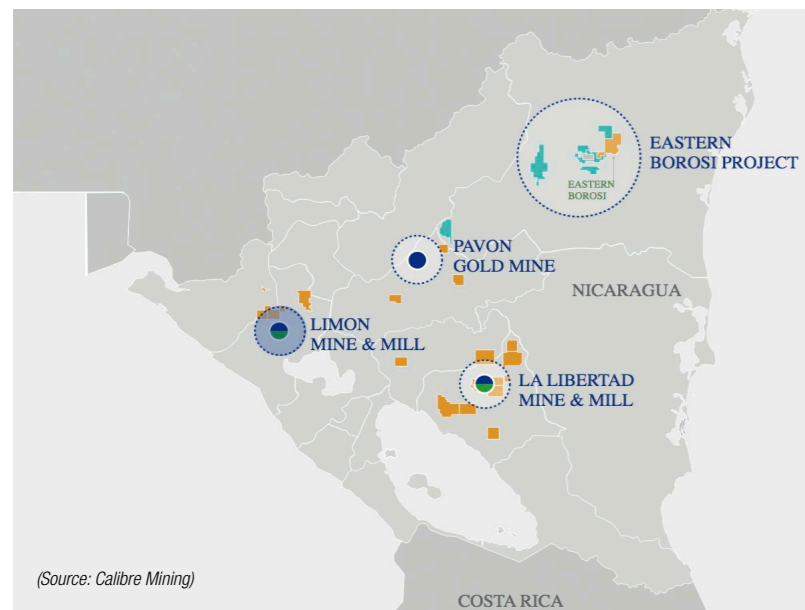 EASTERN
BOROSI PROJECT
EASTERN
BOROSI
PAVON
GOLD MINE
NICARAGUA
LIMON
MINE & MILL
LA LIBERTAD
MINE & MILL
(Source: Calibre Mining)
COSTA RICA